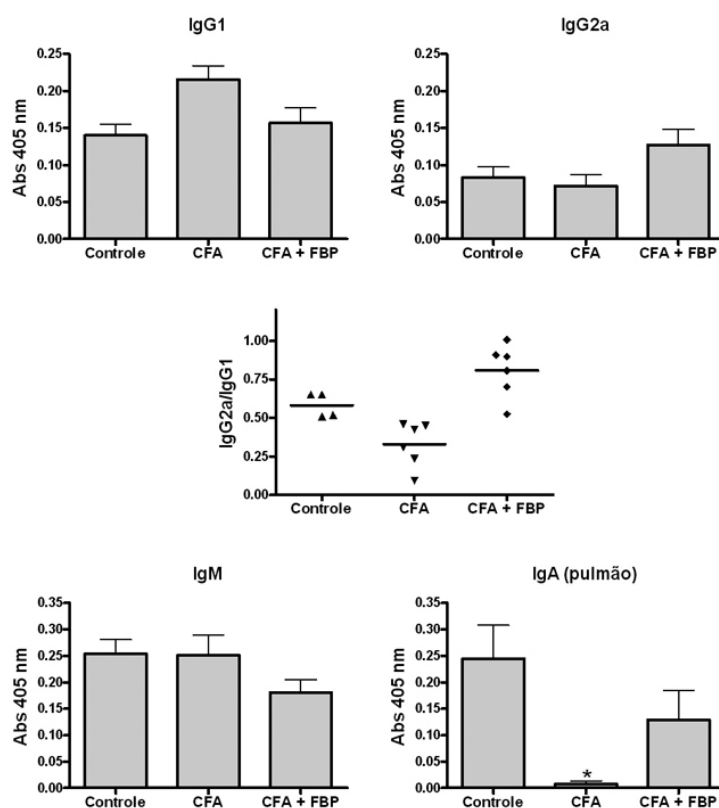 IgG1
Abs 405 nm
0.25
0.20
0.15
0.10
0.05
0.00
Controle CFA CFA + FBP
IgG2a
Abs 405 nm
0.25
0.20
0.15
0.10
0.05
0.00
Controle CFA CFA + FBP
IgG2a/IgG1
1.00
0.75
0.50
0.25
0.00
Controle CFA CFA + FBP
IgM
Abs 405 nm
0.35
0.30
0.25
0.20
0.15
0.10
0.05
0.00
Controle CFA CFA + FBP
IgA (pulmão)
Abs 405 nm
0.35
0.30
0.25
0.20
0.15
0.10
0.05
0.00
*
Controle CFA CFA + FBP